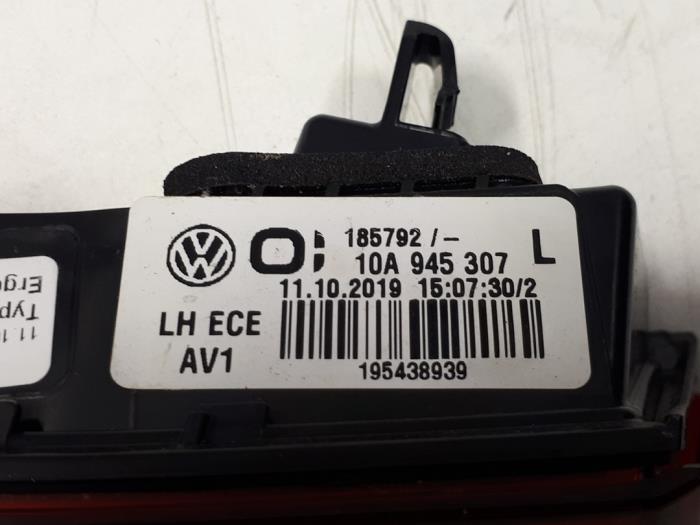 185792 / -
10A 945 307 L
11.10.2019 15:07:30/2
LH ECE
AV1
195438939